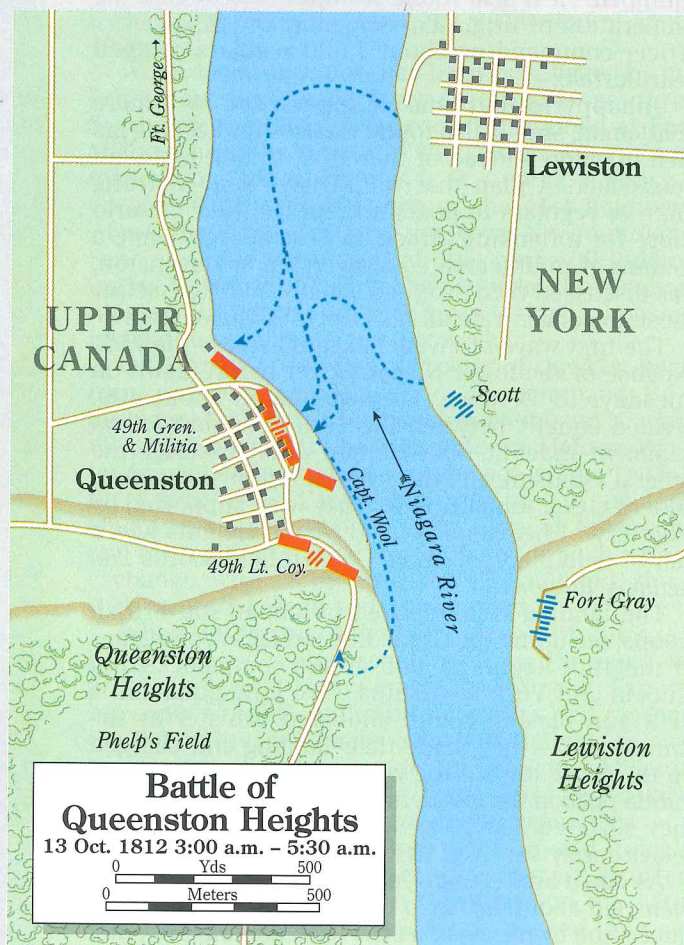 Ft. George
Lewiston
NEW
YORK
UPPER
CANADA
Scott
49th Gren.
& Militia
Queenston
Capt. Wool
Niagara River
49th Lt. Coy.
Fort Gray
Queenston
Heights
Phelp's Field
Lewiston
Heights
Battle of
Queenston Heights
13 Oct. 1812 3:00 a.m. – 5:30 a.m.
0 Yds 500
0 Meters 500